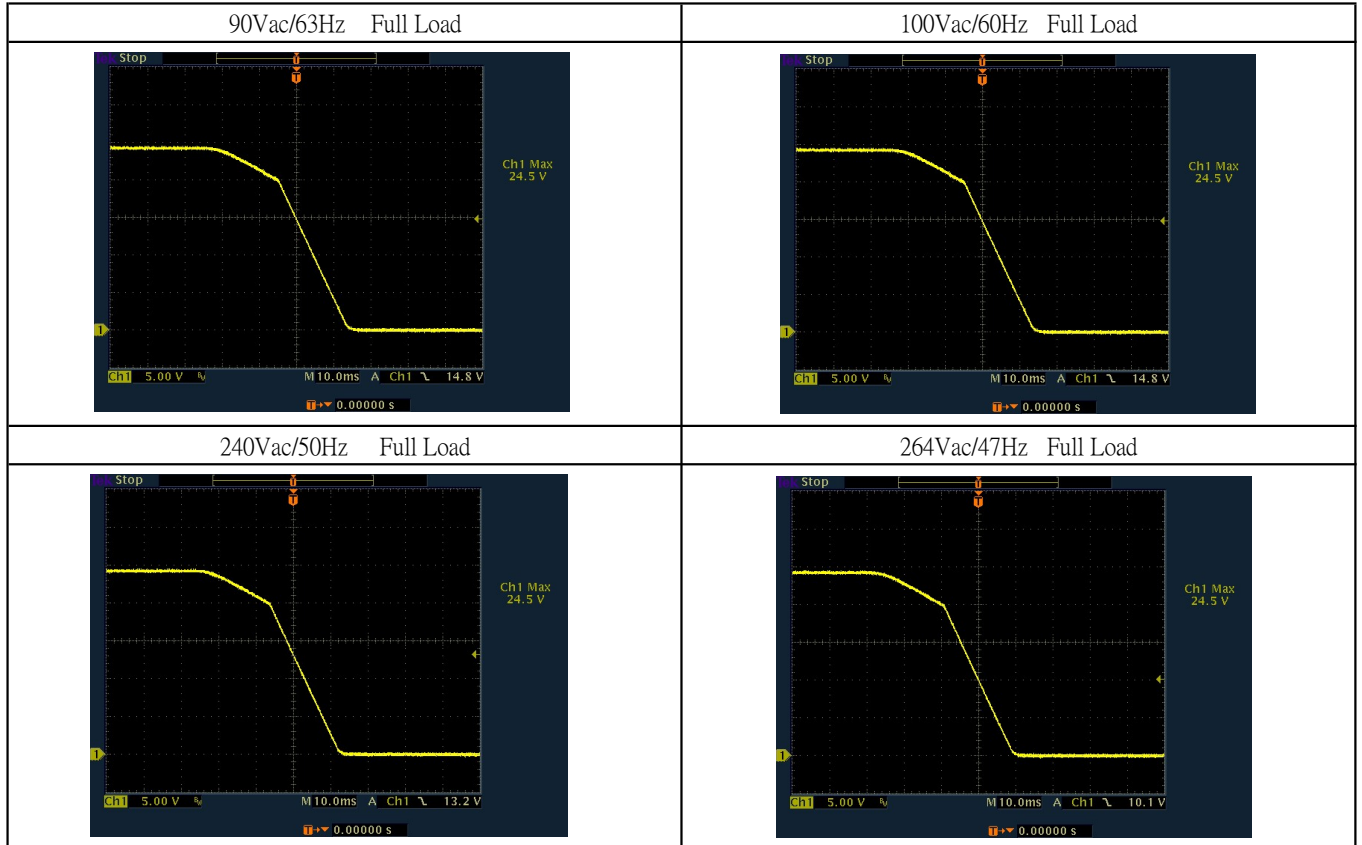 90Vac/63Hz Full Load
100Vac/60Hz Full Load
Stop
T
T
Ch1 Max
24.5 V
1
Ch1 5.00 V M 10.0ms A Ch1 14.8 V
T 0.00000 s
Stop
T
T
Ch1 Max
24.5 V
1
Ch1 5.00 V M 10.0ms A Ch1 14.8 V
T 0.00000 s
240Vac/50Hz Full Load
264Vac/47Hz Full Load
Stop
T
T
Ch1 Max
24.5 V
1
Ch1 5.00 V M 10.0ms A Ch1 13.2 V
T 0.00000 s
Stop
T
T
Ch1 Max
24.5 V
1
Ch1 5.00 V M 10.0ms A Ch1 10.1 V
T 0.00000 s